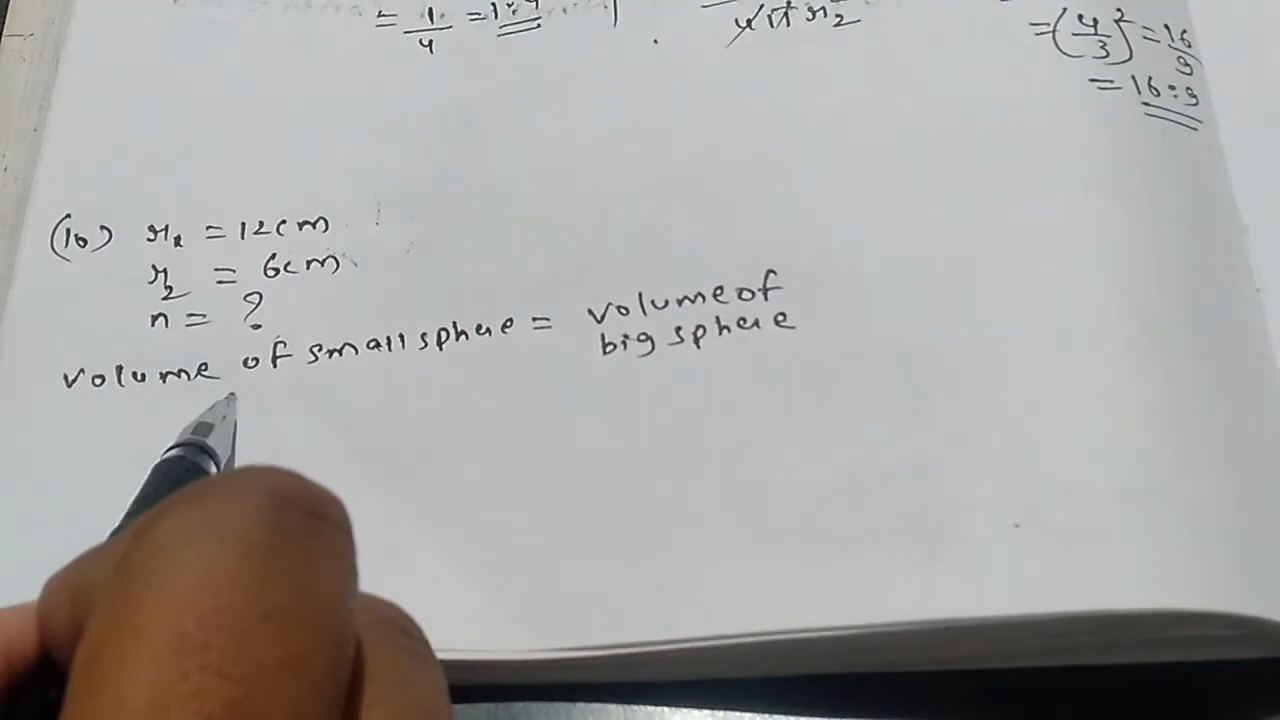 = 1/4 = 1:4
4πr₂
= (4/3)² = 16/9
= 16:9
(10) r₁ = 12cm
r₂ = 6cm
n = ?
volume of small sphere = volume of
big sphere